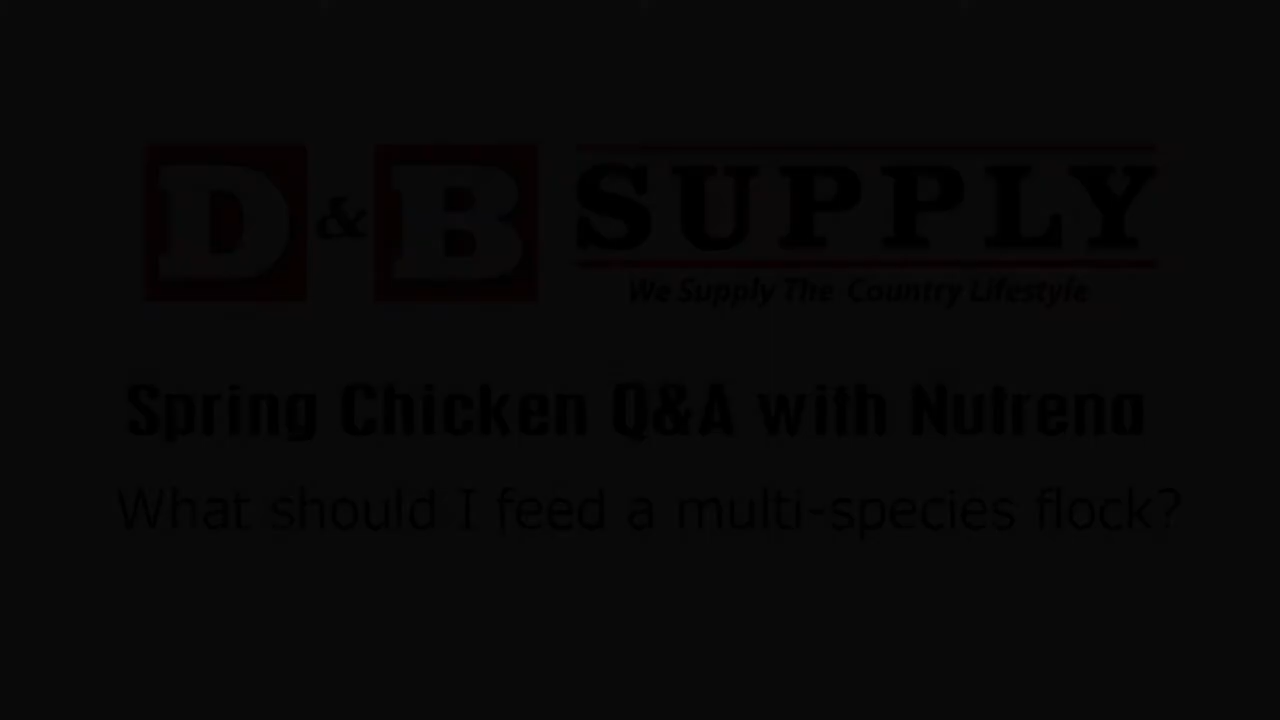 D & B SUPPLY
We Supply The Country Lifestyle
Spring Chicken Q&A with Nutrena
What should I feed a multi-species flock?